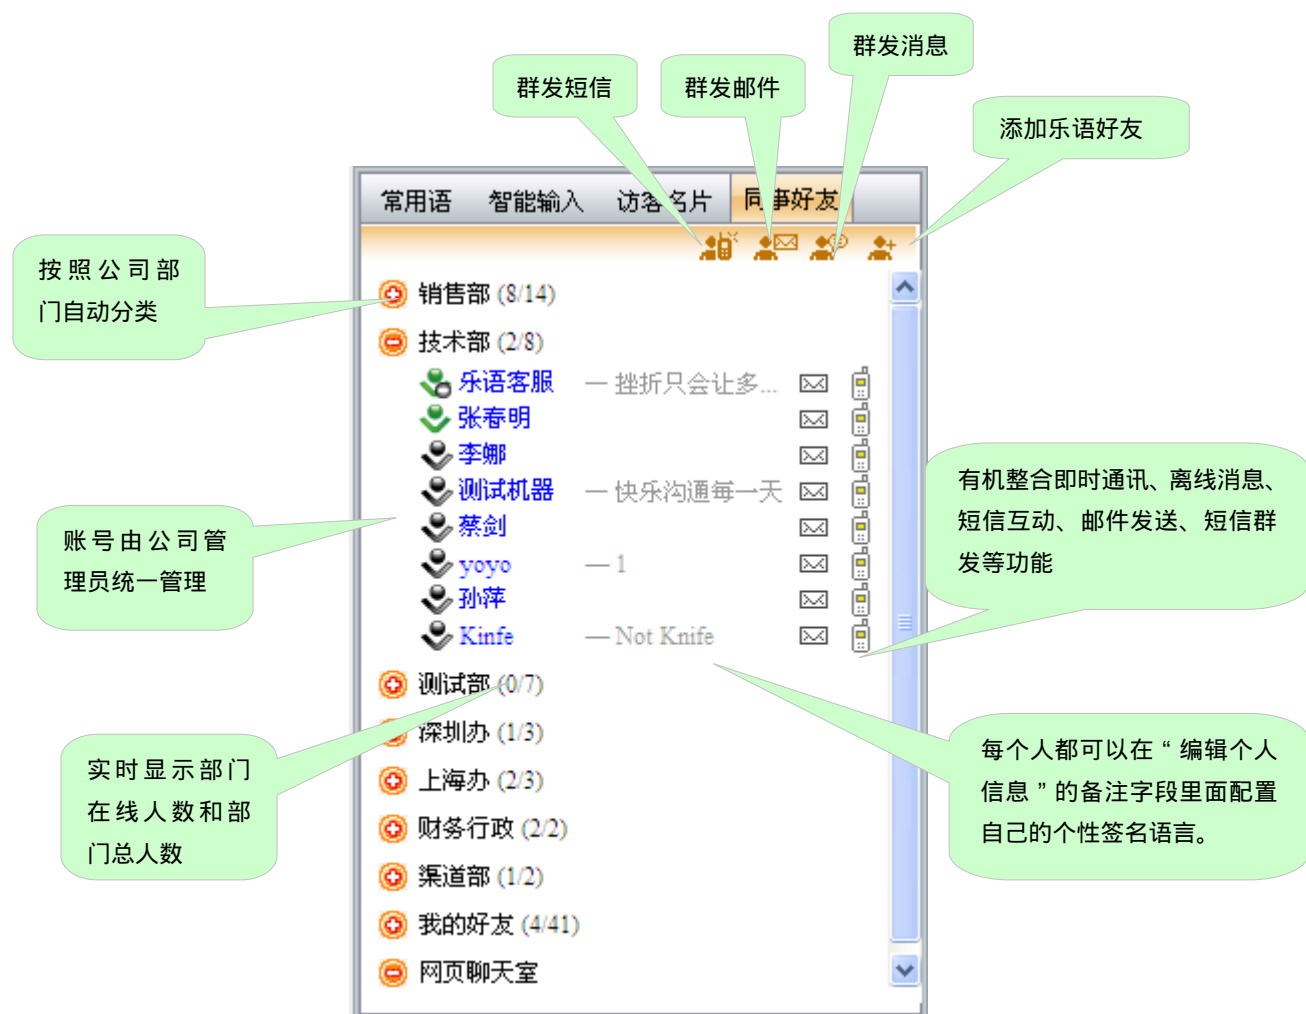 群发消息
群发短信
群发邮件
添加乐语好友
常用语 智能输入 访客名片 同事好友
按照公司部
门自动分类
销售部 (8/14)
技术部 (2/8)
乐语客服 — 挫折只会让多...
张春明
李娜
测试机器 — 快乐沟通每一天
蔡剑
yoyo — 1
孙萍
Kinfe — Not Knife
账号由公司管
理员统一管理
有机整合即时通讯、离线消息、
短信互动、邮件发送、短信群
发等功能
测试部 (0/7)
深圳办 (1/3)
上海办 (2/3)
财务行政 (2/2)
渠道部 (1/2)
我的好友 (4/41)
网页聊天室
实时显示部门
在线人数和部
门总人数
每个人都可以在“编辑个人
信息”的备注字段里面配置
自己的个性签名语言。